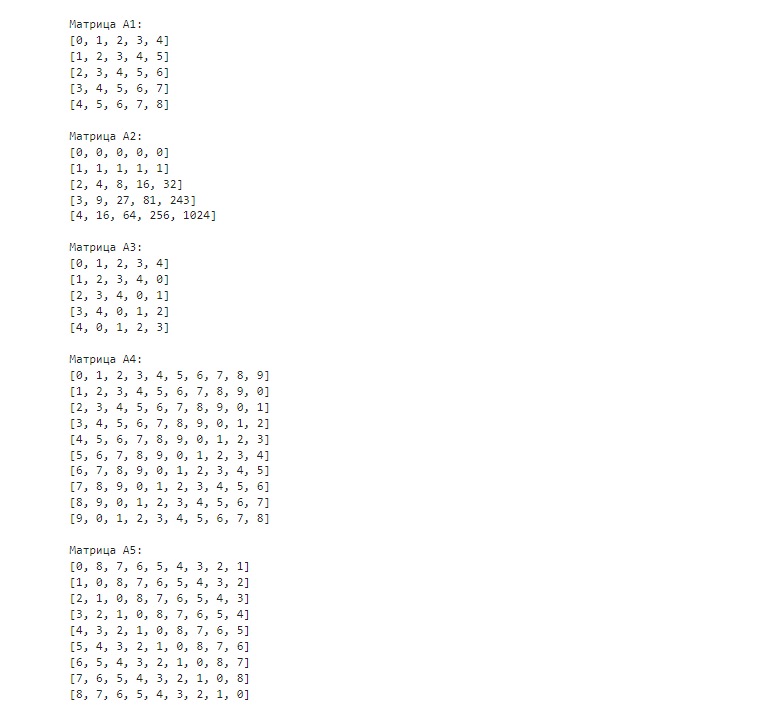 Матрица A1:
[0, 1, 2, 3, 4]
[1, 2, 3, 4, 5]
[2, 3, 4, 5, 6]
[3, 4, 5, 6, 7]
[4, 5, 6, 7, 8]
Матрица A2:
[0, 0, 0, 0, 0]
[1, 1, 1, 1, 1]
[2, 4, 8, 16, 32]
[3, 9, 27, 81, 243]
[4, 16, 64, 256, 1024]
Матрица A3:
[0, 1, 2, 3, 4]
[1, 2, 3, 4, 0]
[2, 3, 4, 0, 1]
[3, 4, 0, 1, 2]
[4, 0, 1, 2, 3]
Матрица A4:
[0, 1, 2, 3, 4, 5, 6, 7, 8, 9]
[1, 2, 3, 4, 5, 6, 7, 8, 9, 0]
[2, 3, 4, 5, 6, 7, 8, 9, 0, 1]
[3, 4, 5, 6, 7, 8, 9, 0, 1, 2]
[4, 5, 6, 7, 8, 9, 0, 1, 2, 3]
[5, 6, 7, 8, 9, 0, 1, 2, 3, 4]
[6, 7, 8, 9, 0, 1, 2, 3, 4, 5]
[7, 8, 9, 0, 1, 2, 3, 4, 5, 6]
[8, 9, 0, 1, 2, 3, 4, 5, 6, 7]
[9, 0, 1, 2, 3, 4, 5, 6, 7, 8]
Матрица A5:
[0, 8, 7, 6, 5, 4, 3, 2, 1]
[1, 0, 8, 7, 6, 5, 4, 3, 2]
[2, 1, 0, 8, 7, 6, 5, 4, 3]
[3, 2, 1, 0, 8, 7, 6, 5, 4]
[4, 3, 2, 1, 0, 8, 7, 6, 5]
[5, 4, 3, 2, 1, 0, 8, 7, 6]
[6, 5, 4, 3, 2, 1, 0, 8, 7]
[7, 6, 5, 4, 3, 2, 1, 0, 8]
[8, 7, 6, 5, 4, 3, 2, 1, 0]